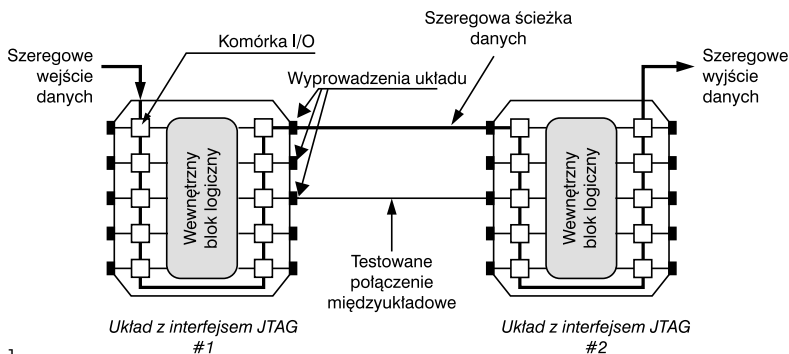 Szeregowe
wejście
danych
Komórka I/O
Wyprowadzenia układu
Szeregowa ścieżka
danych
Szeregowe
wyjście
danych
Wewnętrzny
blok logiczny
Wewnętrzny
blok logiczny
Testowane
połączenie
międzyukładowe
Układ z interfejsem JTAG
#1
Układ z interfejsem JTAG
#2